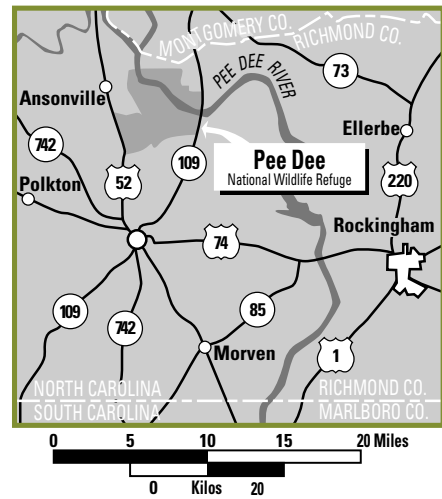 MONTGOMERY CO.
RICHMOND CO.
PEE DEE RIVER
73
Ansonville
Ellerbe
742
109
52
Pee Dee
National Wildlife Refuge
220
Polkton
Rockingham
74
109
742
85
Morven
1
NORTH CAROLINA
RICHMOND CO.
SOUTH CAROLINA
MARLBORO CO.
0 5 10 15 20 Miles
0 Kilos 20